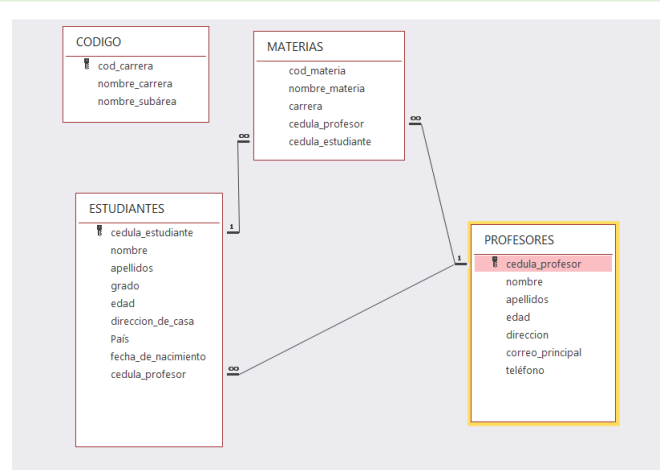 CODIGO
cod_carrera
nombre_carrera
nombre_subárea
MATERIAS
cod_materia
nombre_materia
carrera
cedula_profesor
cedula_estudiante
∞
∞
ESTUDIANTES
cedula_estudiante
nombre
apellidos
grado
edad
direccion_de_casa
País
fecha_de_nacimiento
cedula_profesor
1
∞
PROFESORES
cedula_profesor
nombre
apellidos
edad
direccion
correo_principal
teléfono
1